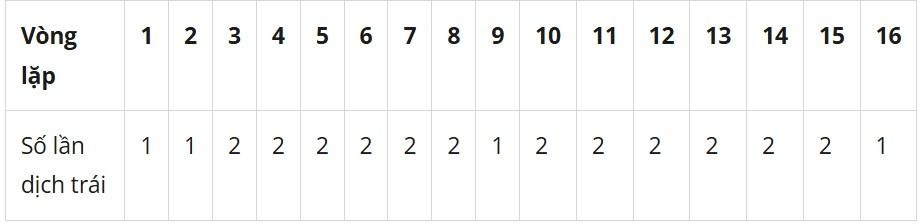 Vòng lặp 1 2 3 4 5 6 7 8 9 10 11 12 13 14 15 16
Số lần dịch trái 1 1 2 2 2 2 2 2 1 2 2 2 2 2 2 1